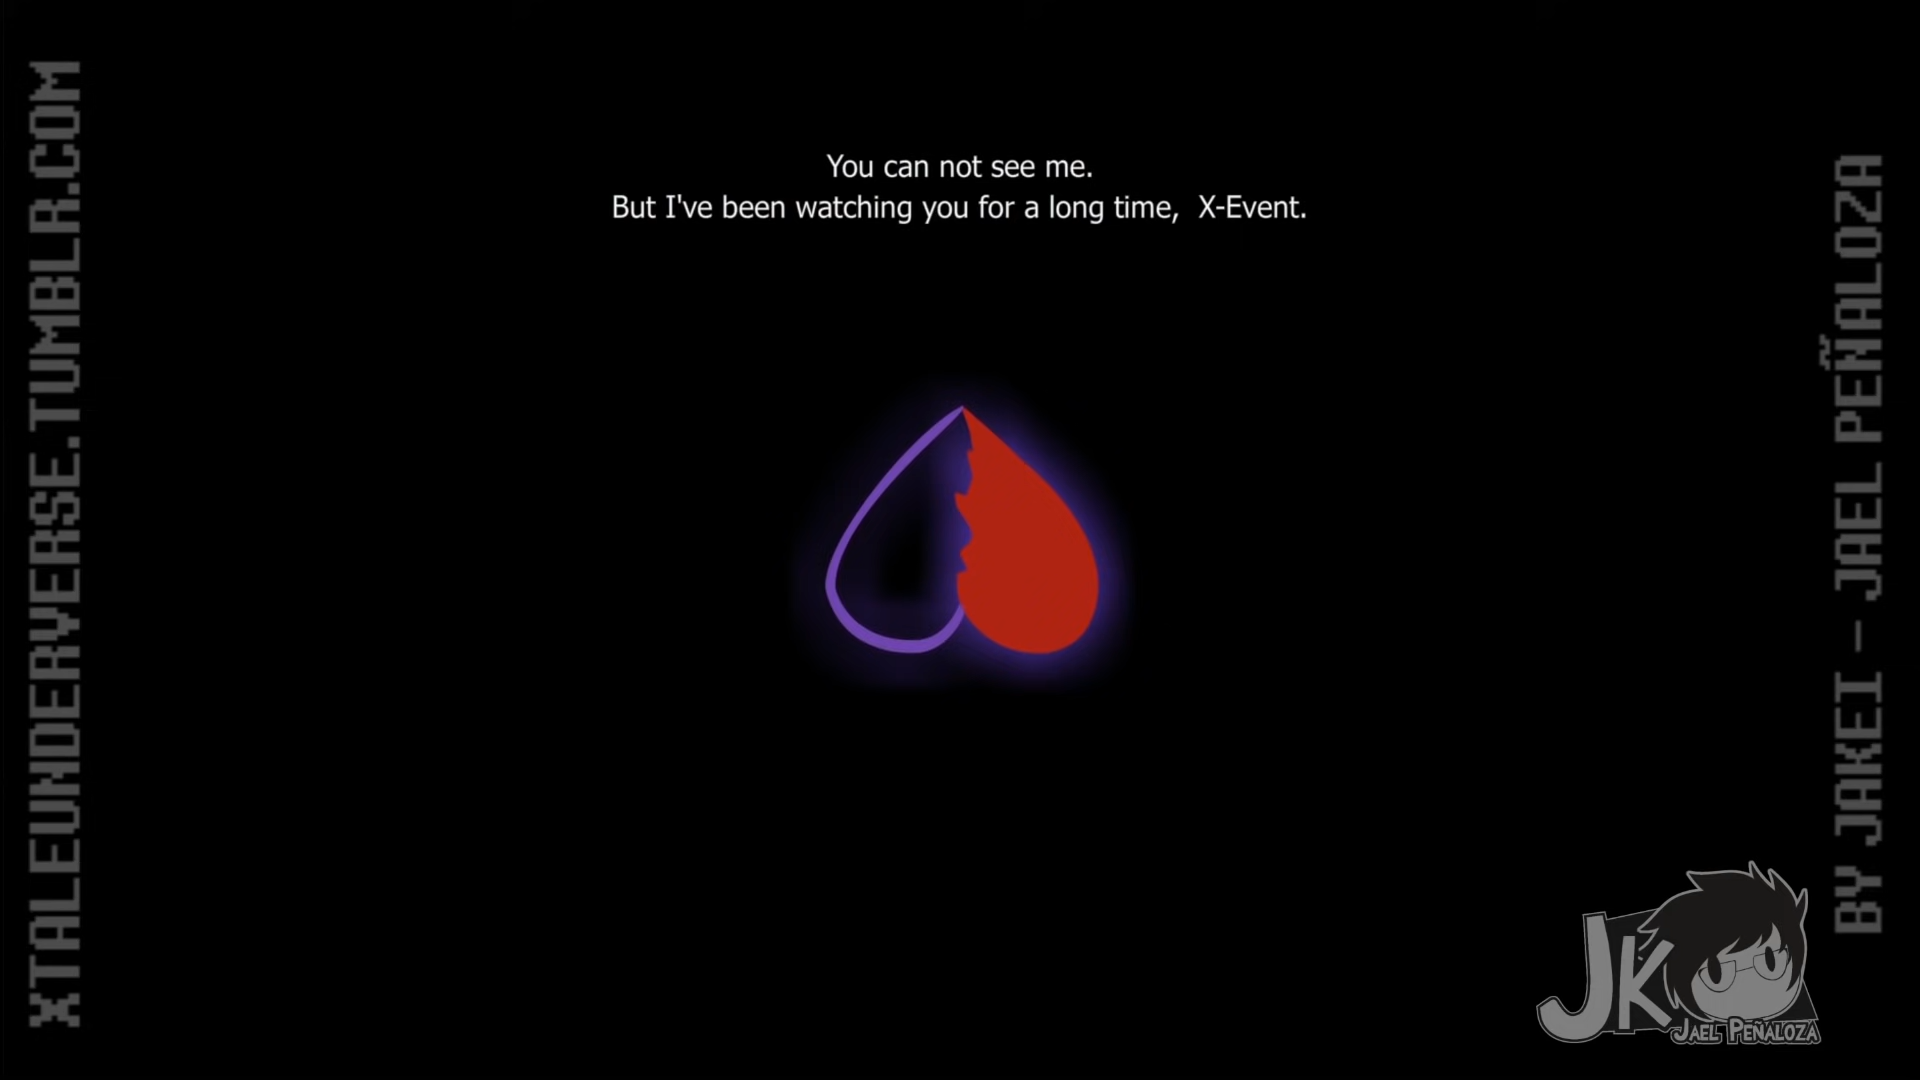 You can not see me.
But I've been watching you for a long time,  X-Event.
XTALEUNDERVERSE.TUMBLR.COM
BY JAKEI - JAEL PEÑALOZA
JK
JAEL PEÑALOZA